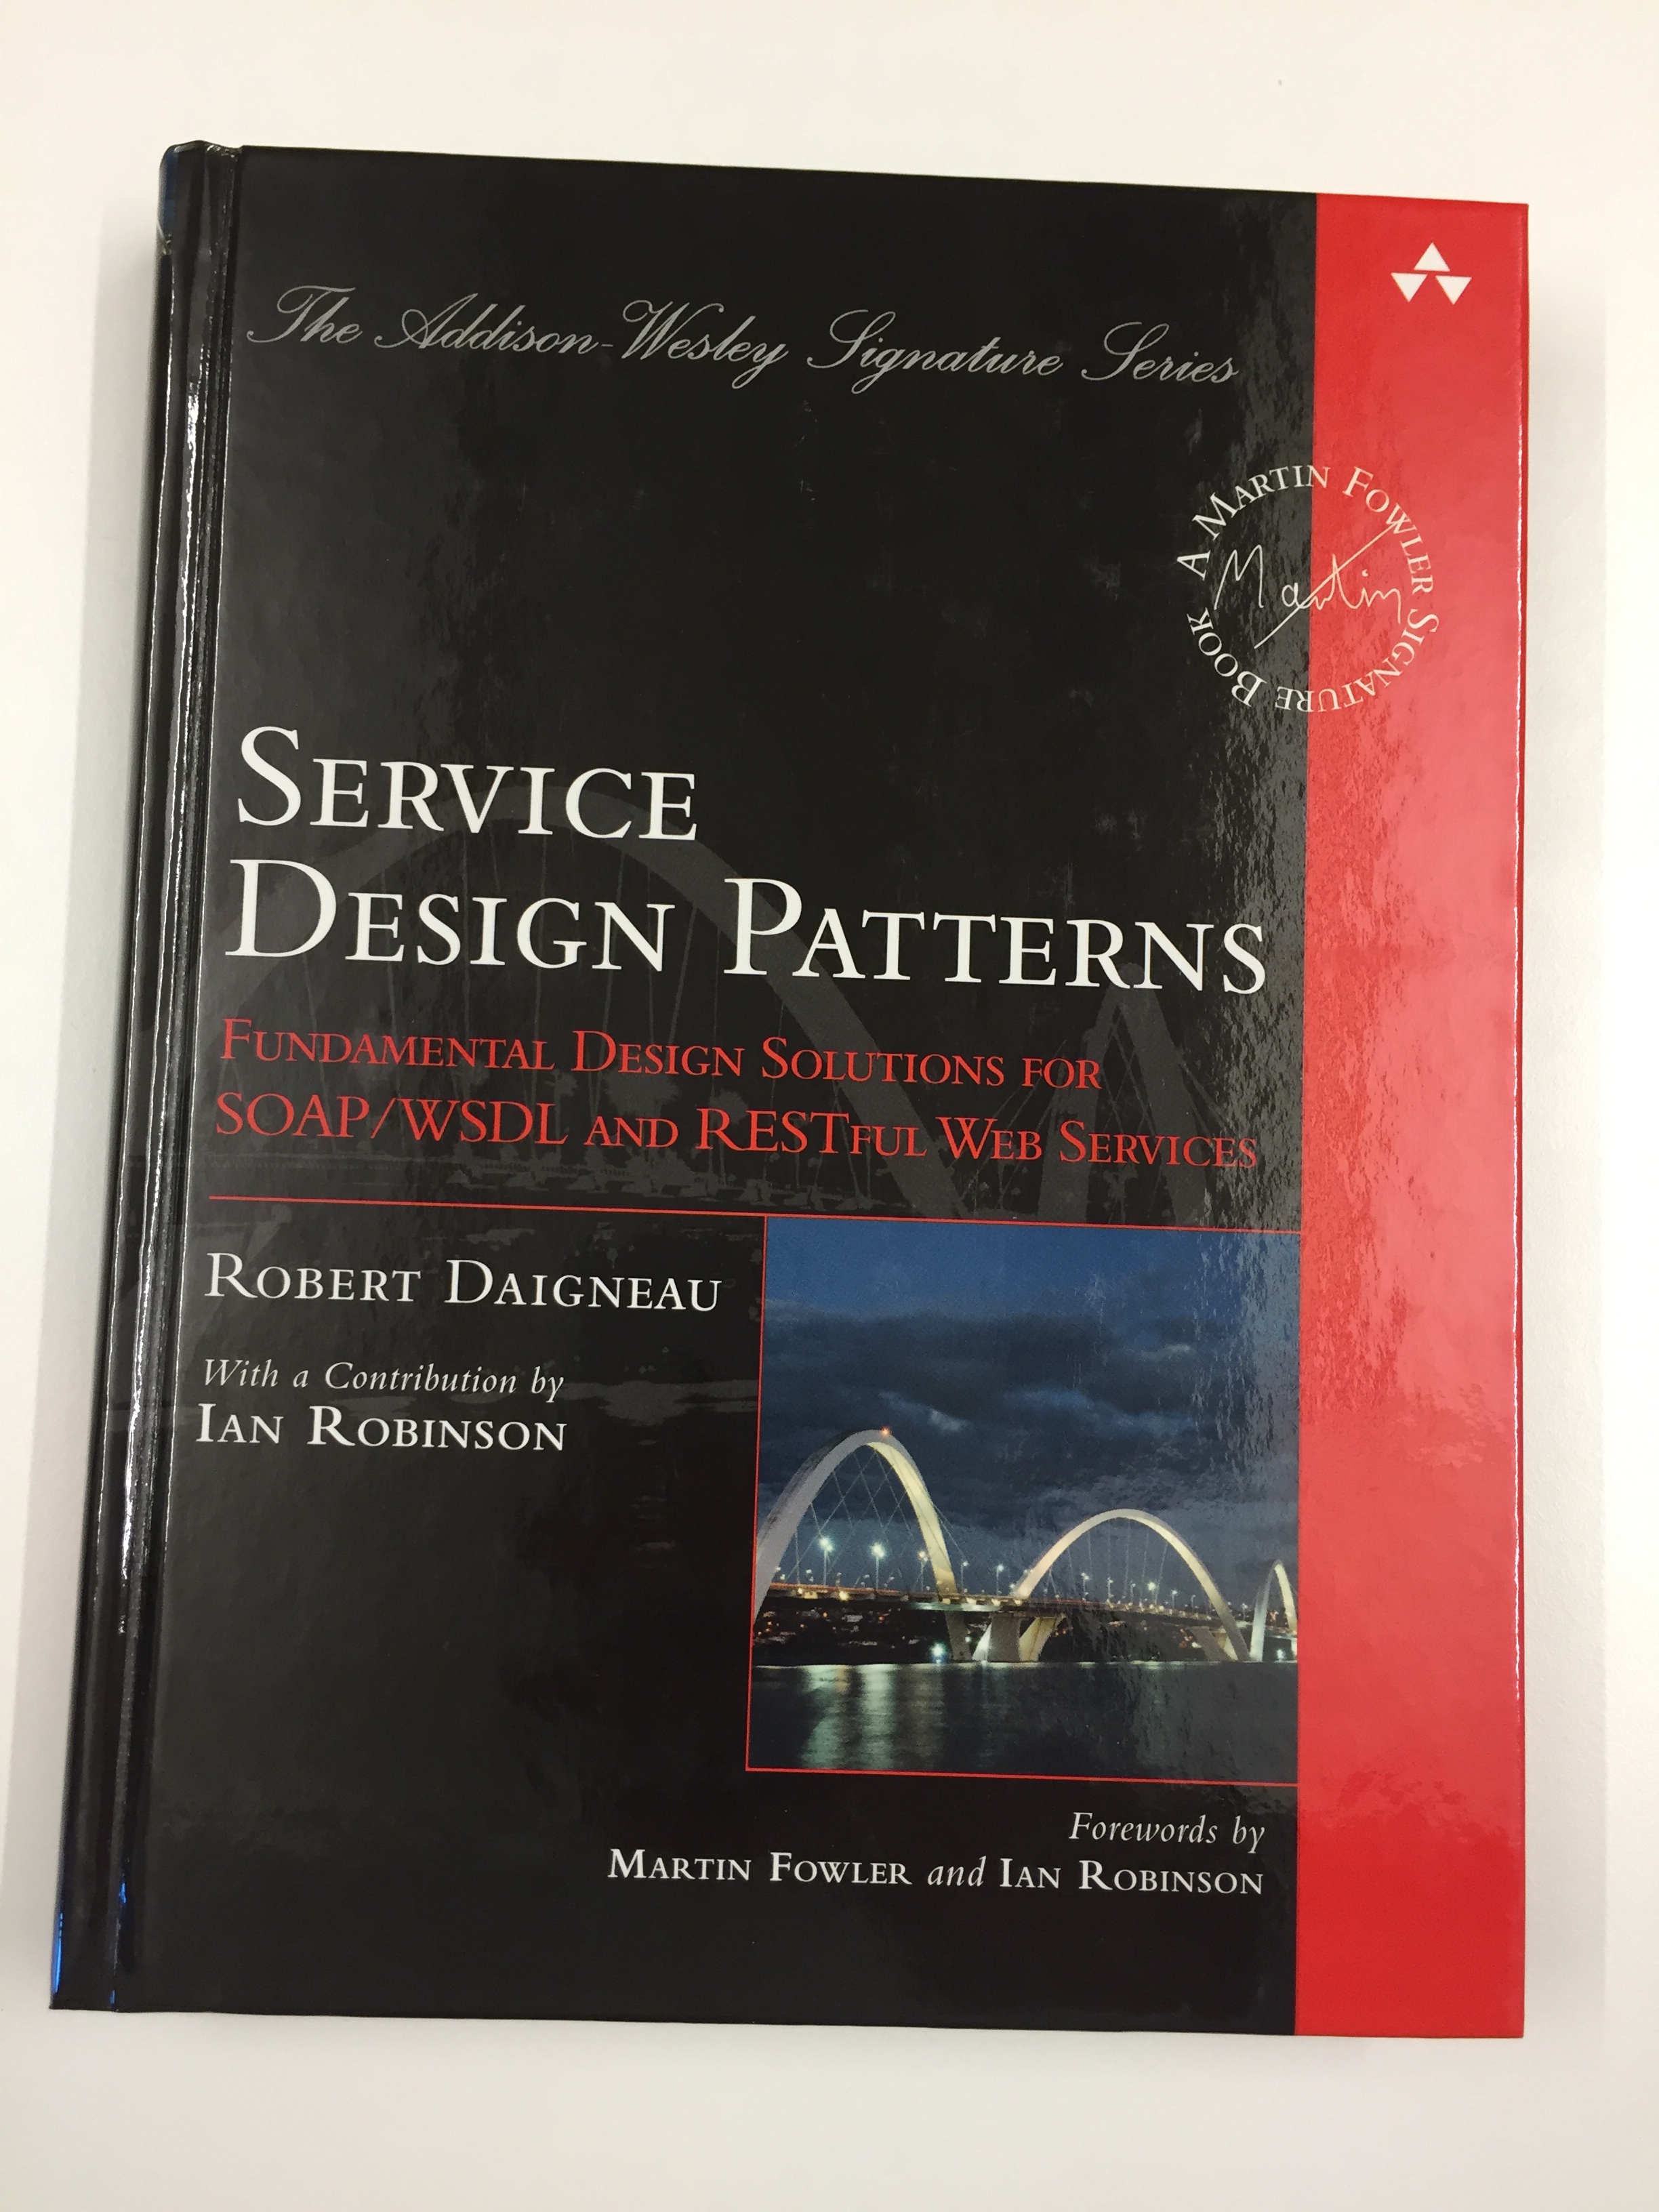 The Addison-Wesley Signature Series
A MARTIN FOWLER SIGNATURE BOOK
Martin
SERVICE
DESIGN PATTERNS
FUNDAMENTAL DESIGN SOLUTIONS FOR
SOAP/WSDL AND RESTFUL WEB SERVICES
ROBERT DAIGNEAU
With a Contribution by
IAN ROBINSON
Forewords by
MARTIN FOWLER and IAN ROBINSON